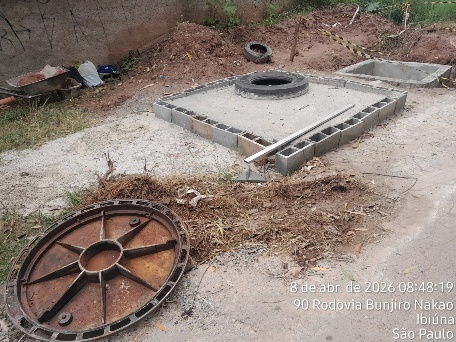 8 de abr. de 2026 08:48:19
90 Rodovia Bunjiro Nakao
Ibiúna
São Paulo